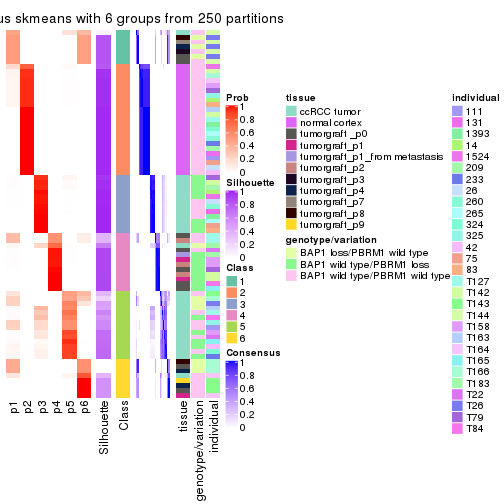 us skmeans with 6 groups from 250 partitions
Prob
1
0.8
0.6
0.4
0.2
0
Silhouette
1
0.8
0.6
0.4
0.2
0
Class
1
2
3
4
5
6
Consensus
1
0.8
0.6
0.4
0.2
0
tissue
ccRCC tumor
normal cortex
tumorgraft _p0
tumorgraft_p1
tumorgraft_p1_from metastasis
tumorgraft_p2
tumorgraft_p3
tumorgraft_p4
tumorgraft_p7
tumorgraft_p8
tumorgraft_p9
genotype/variation
BAP1 loss/PBRM1 wild type
BAP1 wild type/PBRM1 loss
BAP1 wild type/PBRM1 wild type
individual
111
131
1393
14
1524
209
233
26
260
265
324
325
42
75
83
T127
T142
T143
T144
T158
T163
T164
T165
T166
T183
T22
T26
T79
T84
p1
p2
p3
p4
p5
p6
Silhouette
Class
tissue
genotype/variation
individual